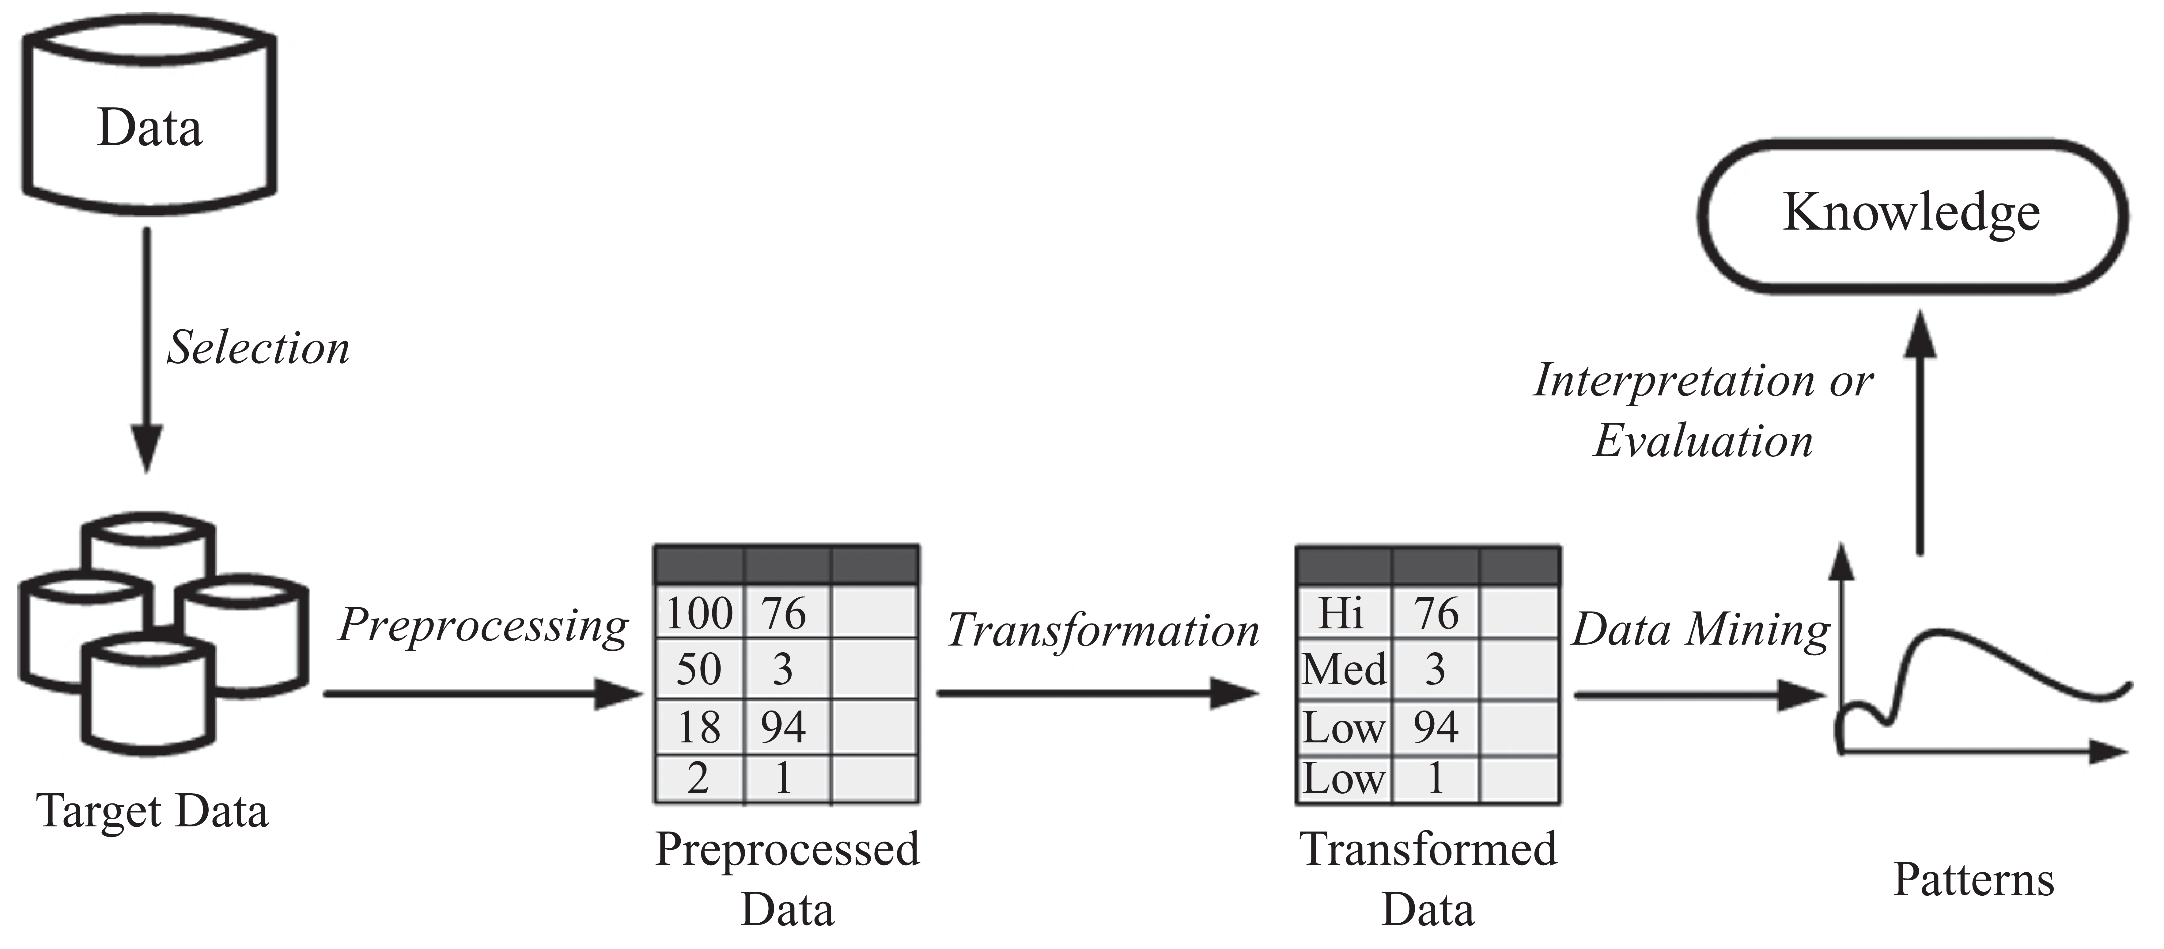 Data
Selection
Target Data
Preprocessing
100 76
50 3
18 94
2 1
Preprocessed
Data
Transformation
Hi 76
Med 3
Low 94
Low 1
Transformed
Data
Data Mining
Patterns
Interpretation or
Evaluation
Knowledge